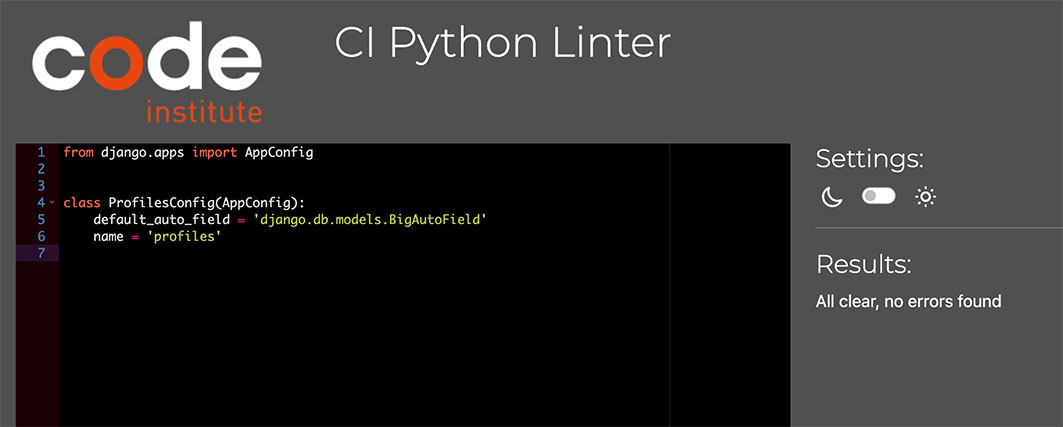 code
institute
CI Python Linter
1 from django.apps import AppConfig
2
3
4 class ProfilesConfig(AppConfig):
5     default_auto_field = 'django.db.models.BigAutoField'
6     name = 'profiles'
7
Settings:
Results:
All clear, no errors found